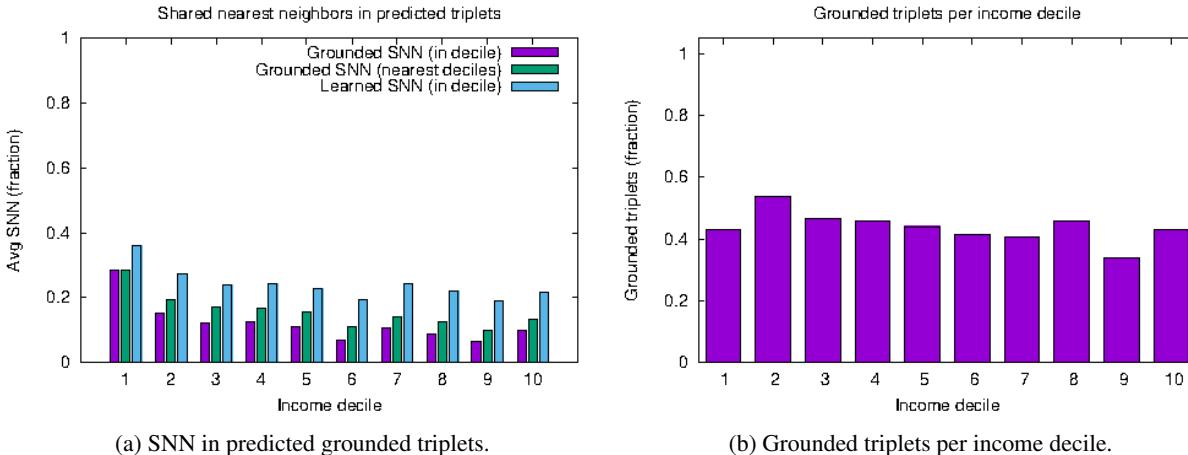 Shared nearest neighbors in predicted triplets
1
0.8
0.6
0.4
0.2
0
Avg SNN (fraction)
Grounded SNN (in decile)
Grounded SNN (nearest deciles)
Learned SNN (in decile)
1 2 3 4 5 6 7 8 9 10
Income decile
(a) SNN in predicted grounded triplets.
Grounded triplets per income decile
1
0.8
0.6
0.4
0.2
0
Grounded triplets (fraction)
1 2 3 4 5 6 7 8 9 10
Income decile
(b) Grounded triplets per income decile.